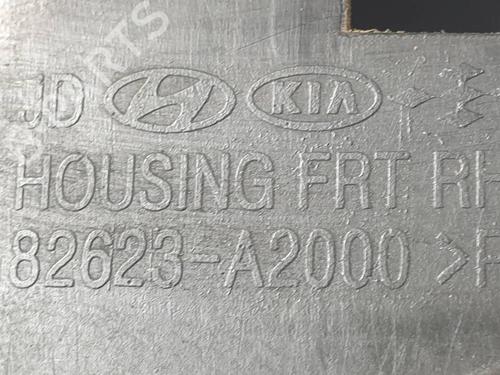 JD H KIA
HOUSING FRT RH
82623-A2000 >P